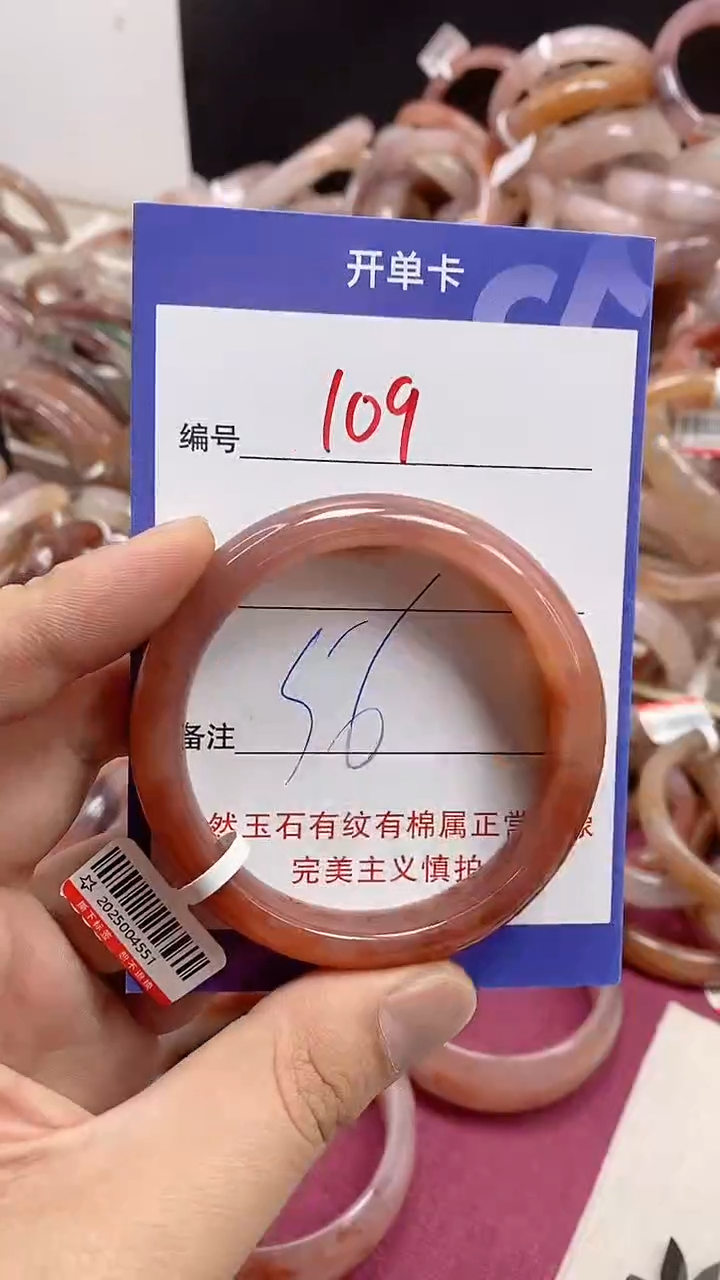 开单卡
编号 109
56
备注
然玉石有纹有棉属正常
完美主义慎拍
2025004551